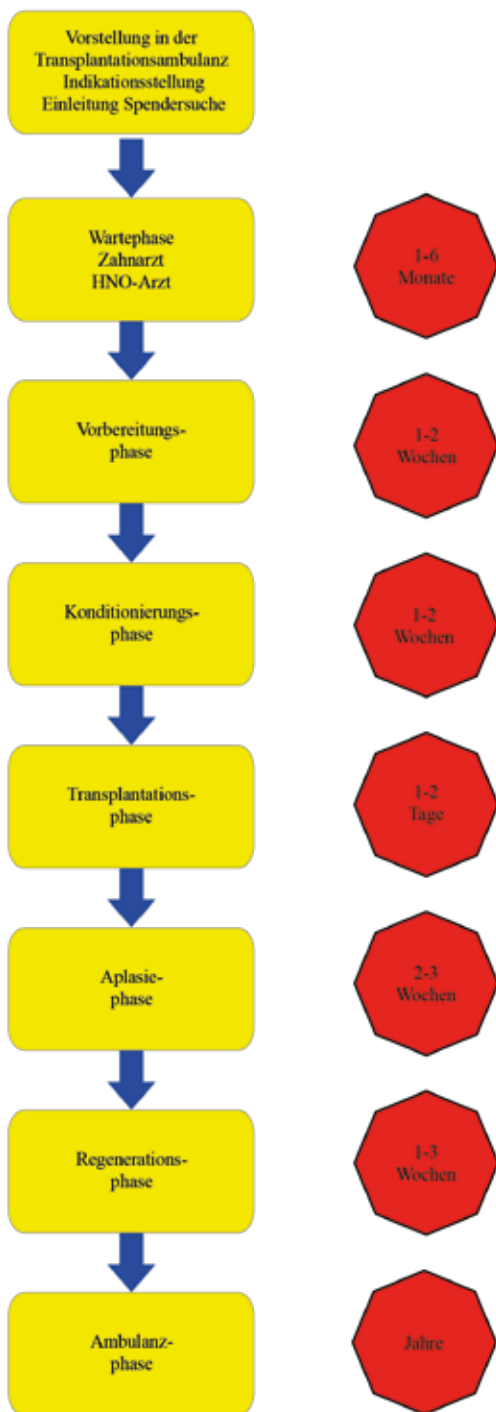 Vorstellung in der
Transplantationsambulanz
Indikationsstellung
Einleitung Spendersuche
Wartephase
Zahnarzt
HNO-Arzt
1-6
Monate
Vorbereitungs-
phase
1-2
Wochen
Konditionierungs-
phase
1-2
Wochen
Transplantations-
phase
1-2
Tage
Aplasie-
phase
2-3
Wochen
Regenerations-
phase
1-3
Wochen
Ambulanz-
phase
Jahre